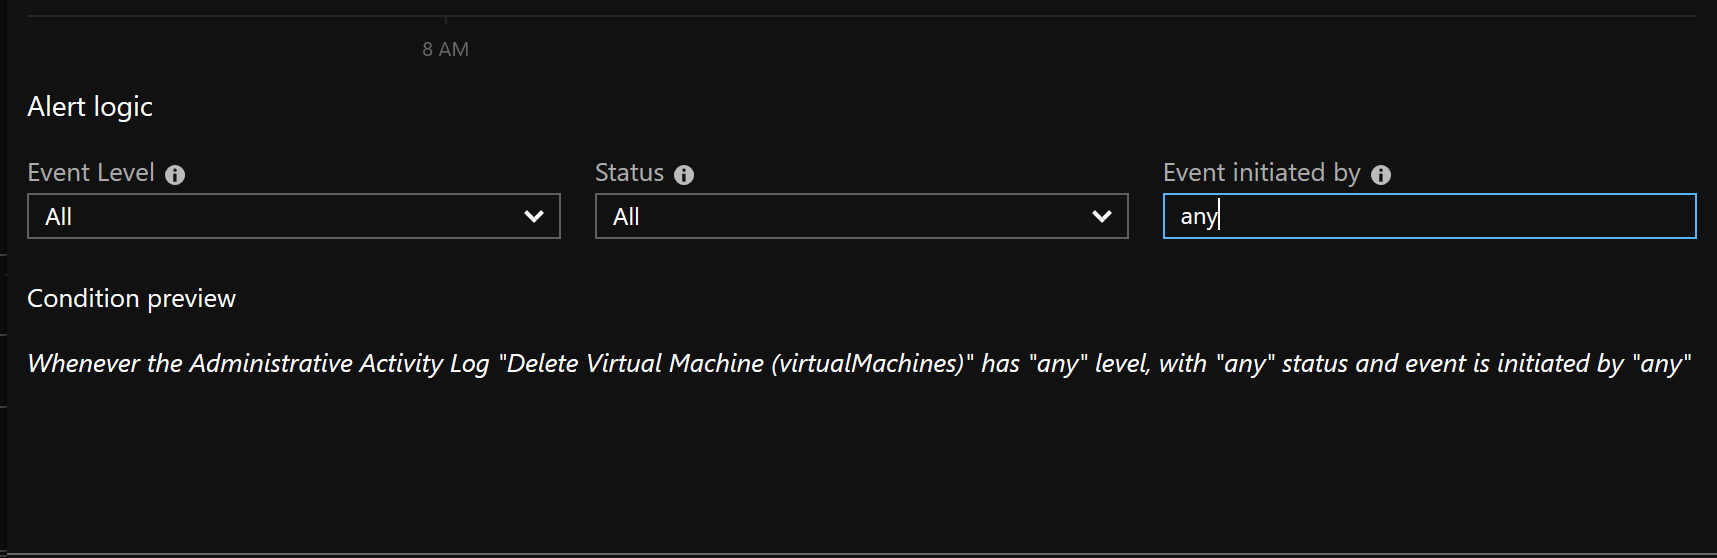 8 AM
Alert logic
Event Level
Status
Event initiated by
All
All
any
Condition preview
Whenever the Administrative Activity Log "Delete Virtual Machine (virtualMachines)" has "any" level, with "any" status and event is initiated by "any"